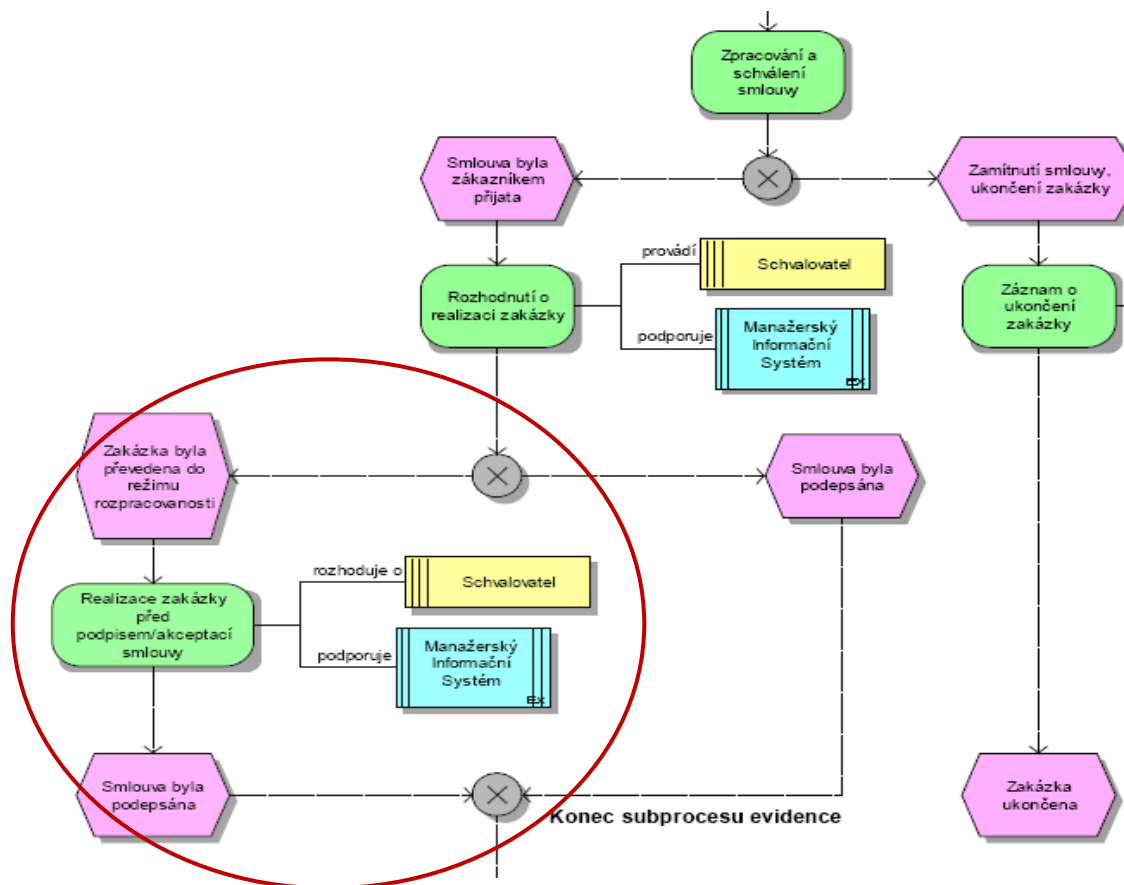 Zpracování a
schválení
smlouvy
Smlouva byla
zákazníkem
přijata
Zamítnutí smlouvy,
ukončení zakázky
provádí
Schvalovatel
Rozhodnutí o
realizaci zakázky
podporuje
Manažerský
Informační
Systém
EX
Záznam o
ukončení
zakázky
Zakázka byla
převedena do
režimu
rozpracovanosti
Smlouva byla
podepsána
rozhoduje o
Schvalovatel
Realizace zakázky
před
podpisem/akceptací
smlouvy
podporuje
Manažerský
Informační
Systém
EX
Smlouva byla
podepsána
Konec subprocesu evidence
Zakázka
ukončena